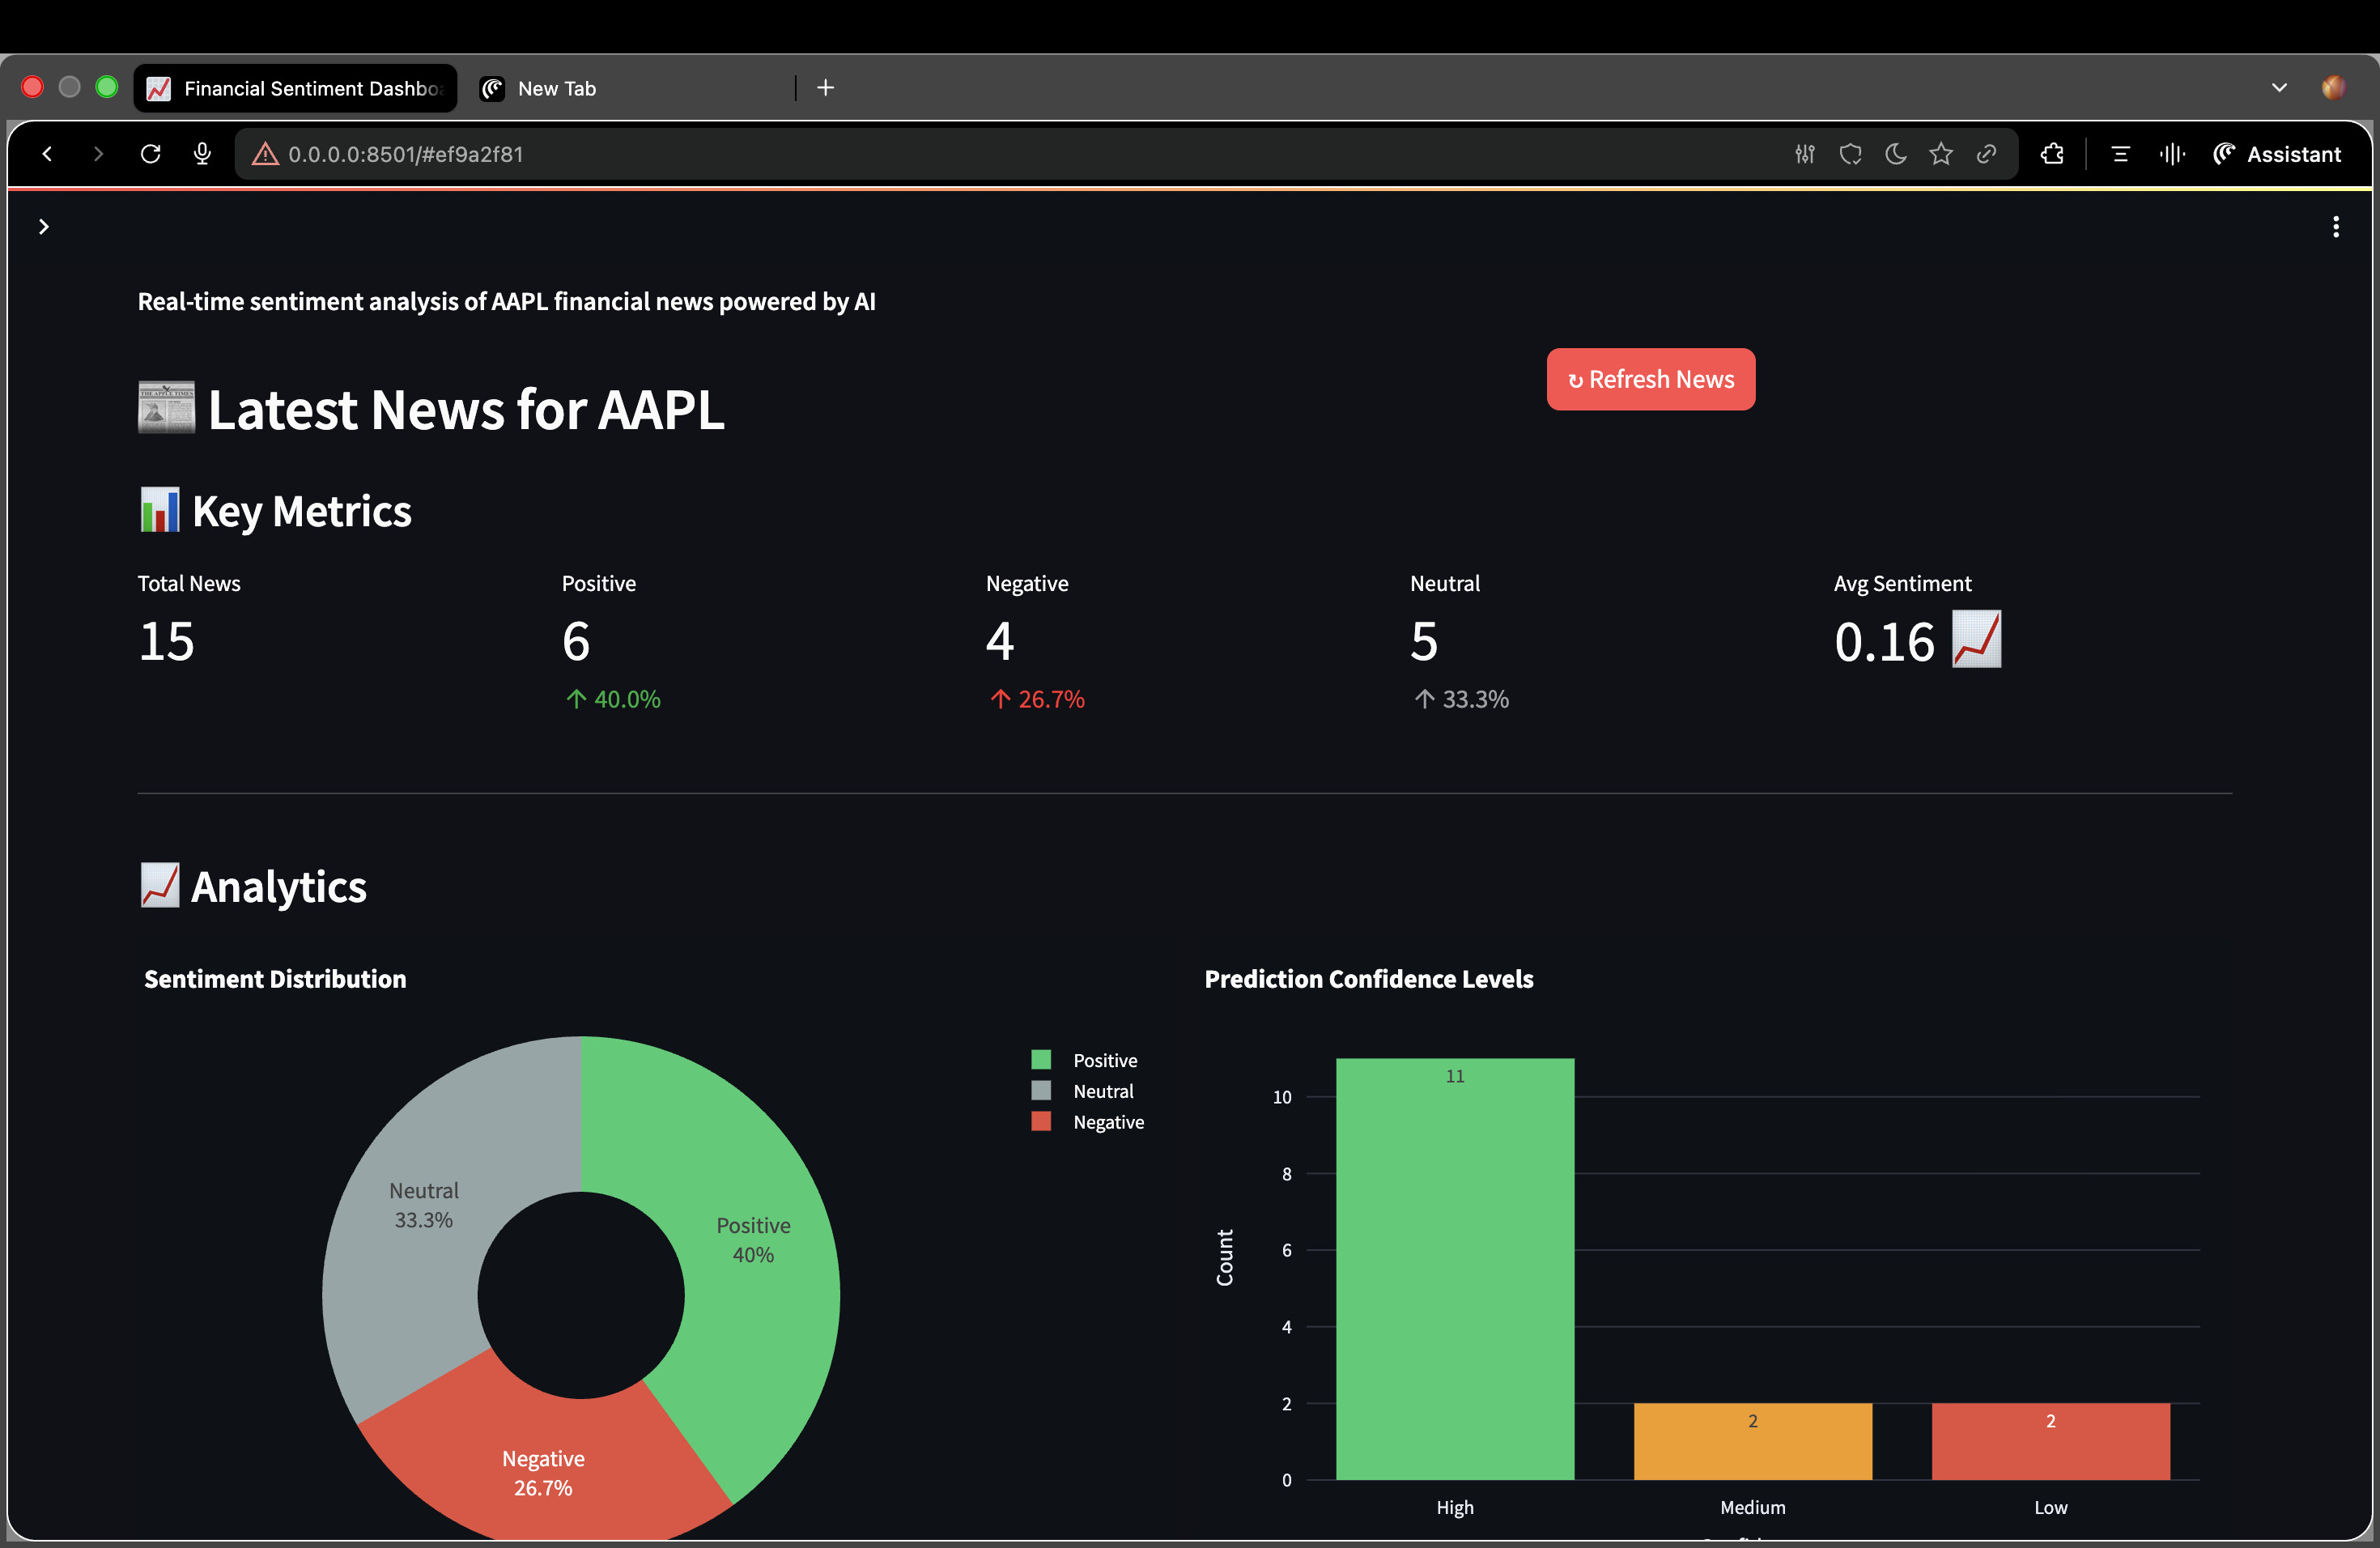 Financial Sentiment Dashbo
New Tab
0.0.0.0:8501/#ef9a2f81
Assistant
Real-time sentiment analysis of AAPL financial news powered by AI
↻ Refresh News
Latest News for AAPL
Key Metrics
Total News
15
Positive
6
↑ 40.0%
Negative
4
↑ 26.7%
Neutral
5
↑ 33.3%
Avg Sentiment
0.16
Analytics
Sentiment Distribution
Positive
Neutral
Negative
Neutral
33.3%
Positive
40%
Negative
26.7%
Prediction Confidence Levels
Count
10
8
6
4
2
0
11
2
2
High
Medium
Low